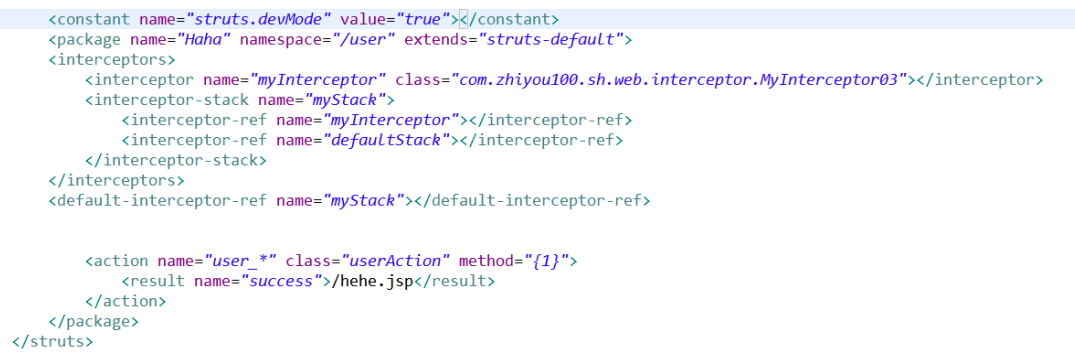 <constant name="struts.devMode" value="true"></constant>
<package name="Haha" namespace="/user" extends="struts-default">
<interceptors>
<interceptor name="myInterceptor" class="com.zhiyou100.sh.web.interceptor.MyInterceptor03"></interceptor>
<interceptor-stack name="myStack">
<interceptor-ref name="myInterceptor"></interceptor-ref>
<interceptor-ref name="defaultStack"></interceptor-ref>
</interceptor-stack>
</interceptors>
<default-interceptor-ref name="myStack"></default-interceptor-ref>
<action name="user_*" class="userAction" method="{1}">
<result name="success">/hehe.jsp</result>
</action>
</package>
</struts>